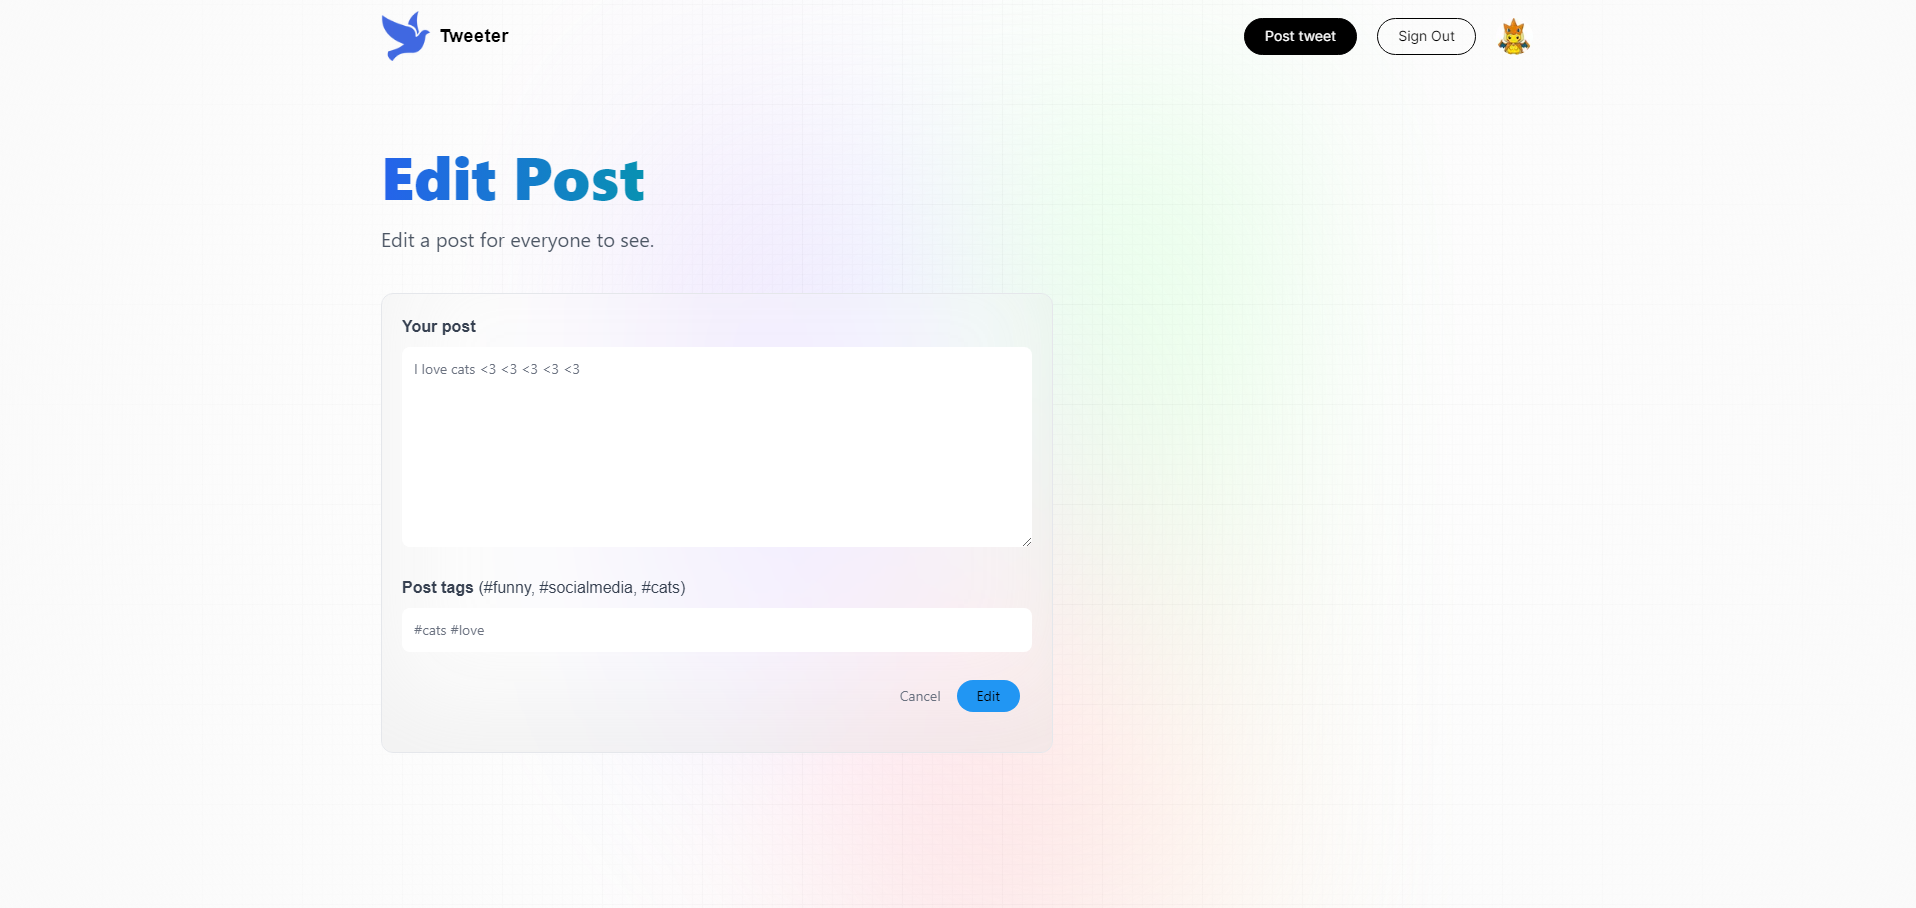 Tweeter
Post tweet
Sign Out
Edit Post
Edit a post for everyone to see.
Your post
I love cats <3 <3 <3 <3 <3
Post tags (#funny, #socialmedia, #cats)
#cats #love
Cancel
Edit